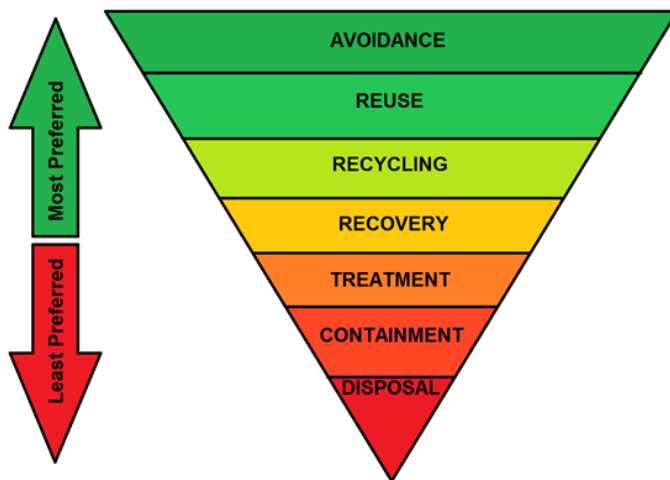 AVOIDANCE
REUSE
RECYCLING
RECOVERY
TREATMENT
CONTAINMENT
DISPOSAL
Most Preferred
Least Preferred